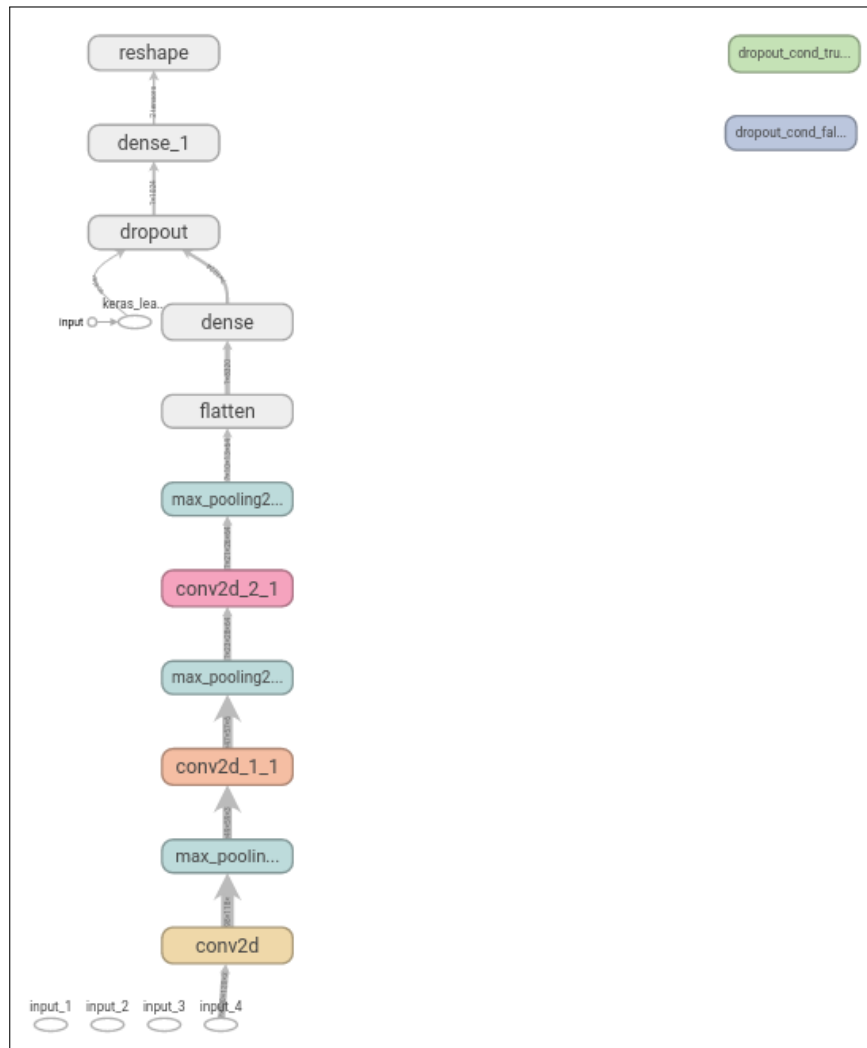 reshape
dropout_cond_tru...
dense_1
dropout_cond_fal...
dropout
keras_lea...
input
dense
flatten
max_pooling2...
conv2d_2_1
max_pooling2...
conv2d_1_1
max_poolin...
conv2d
input_1
input_2
input_3
input_4